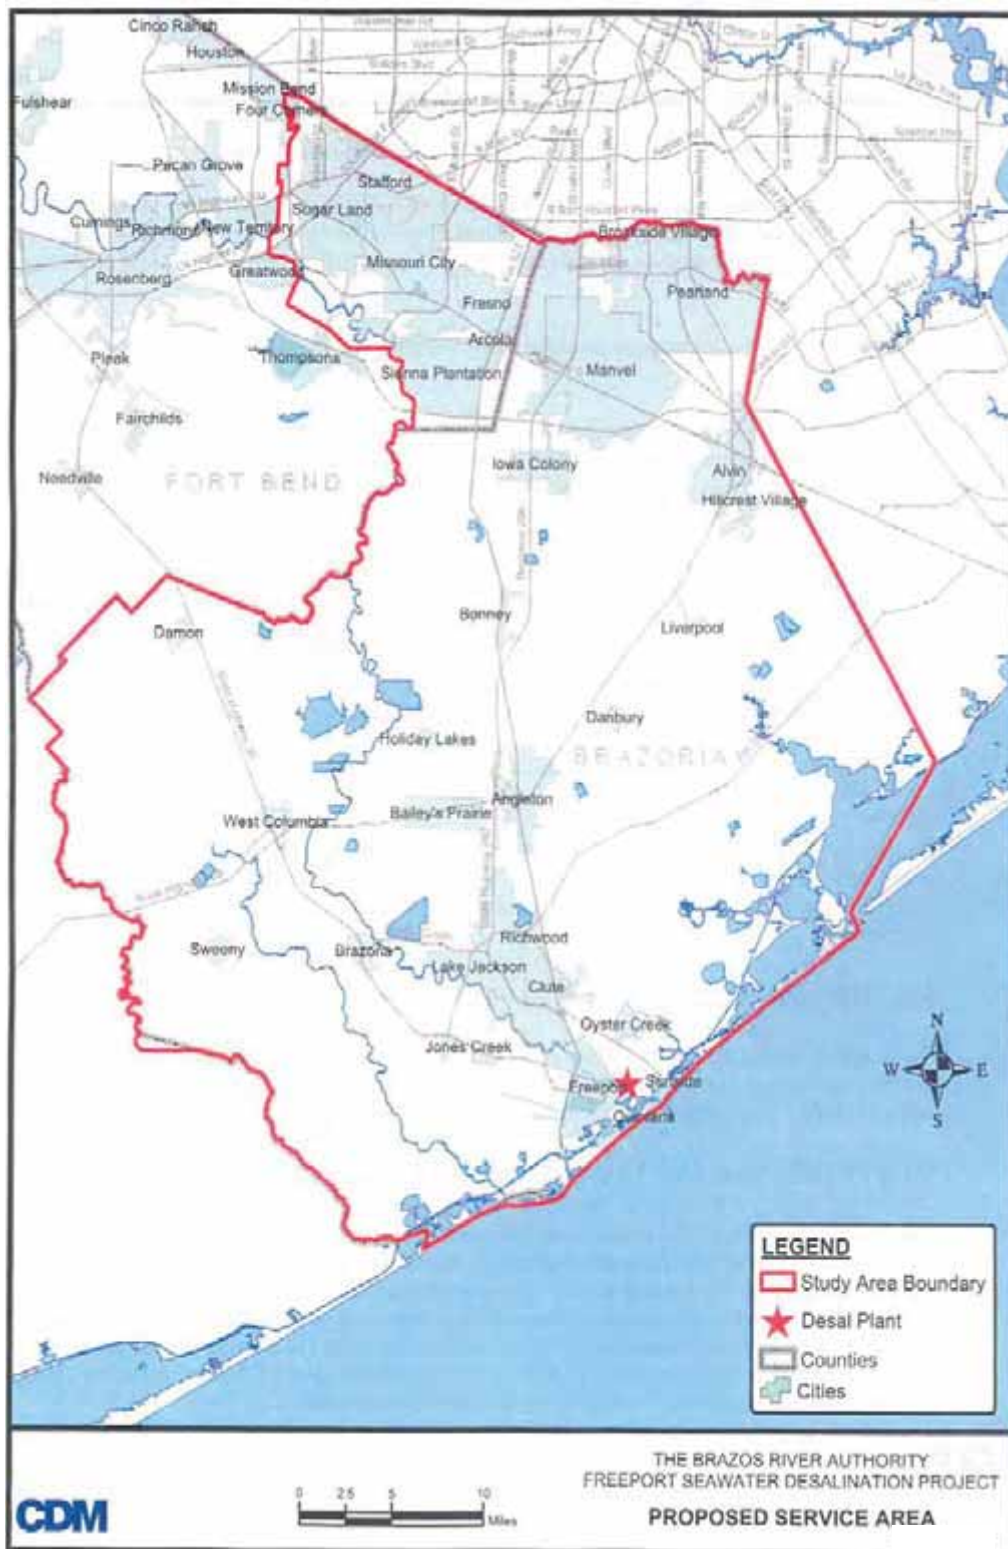 Cinco Ranch
Houston
Mission Bend
Four Corners
Fulshear
Pecan Grove
Stafford
Cumings
Richmond
New Territory
Sugar Land
Brookside Village
Rosenberg
Greatwood
Missouri City
Fresno
Pearland
Arcola
Pleak
Thompsons
Sienna Plantation
Manvel
Fairchilds
Iowa Colony
Alvin
Needville
FORT BEND
Hillcrest Village
Bonney
Liverpool
Damon
Danbury
Holiday Lakes
BRAZORIA
Angleton
Bailey's Prairie
West Columbia
Richwood
Sweeny
Brazoria
Lake Jackson
Clute
Oyster Creek
Jones Creek
Freeport
Surfside
Quintana
N
W
E
S
LEGEND
Study Area Boundary
Desal Plant
Counties
Cities
THE BRAZOS RIVER AUTHORITY
FREEPORT SEAWATER DESALINATION PROJECT
PROPOSED SERVICE AREA
CDM
0 2.5 5 10
Miles